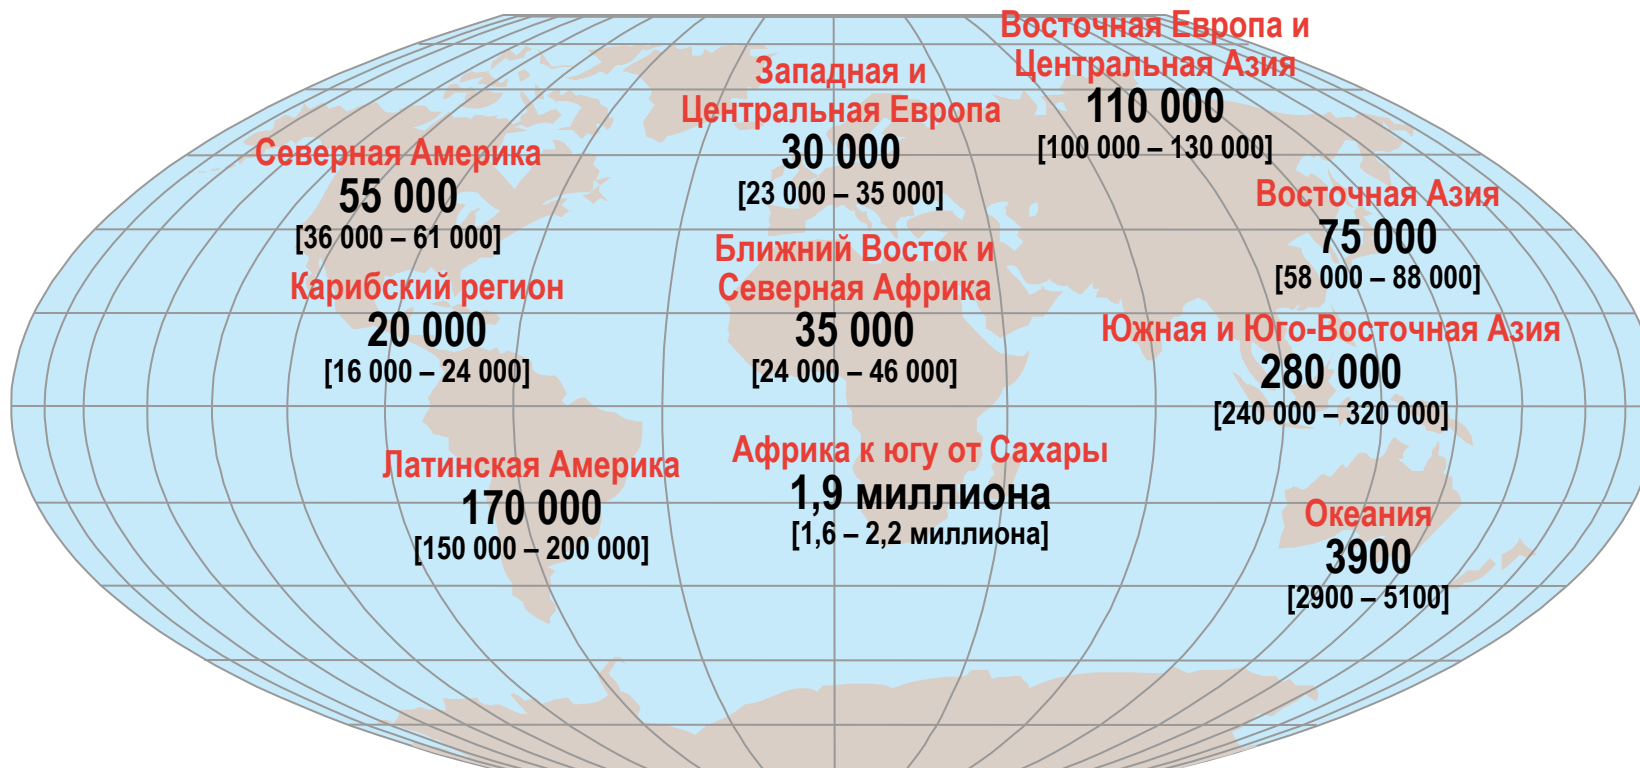 Восточная Европа и
Центральная Азия
110 000
[100 000 – 130 000]
Западная и
Центральная Европа
30 000
[23 000 – 35 000]
Северная Америка
55 000
[36 000 – 61 000]
Восточная Азия
75 000
[58 000 – 88 000]
Ближний Восток и
Северная Африка
35 000
[24 000 – 46 000]
Карибский регион
20 000
[16 000 – 24 000]
Южная и Юго-Восточная Азия
280 000
[240 000 – 320 000]
Латинская Америка
170 000
[150 000 – 200 000]
Африка к югу от Сахары
1,9 миллиона
[1,6 – 2,2 миллиона]
Океания
3900
[2900 – 5100]